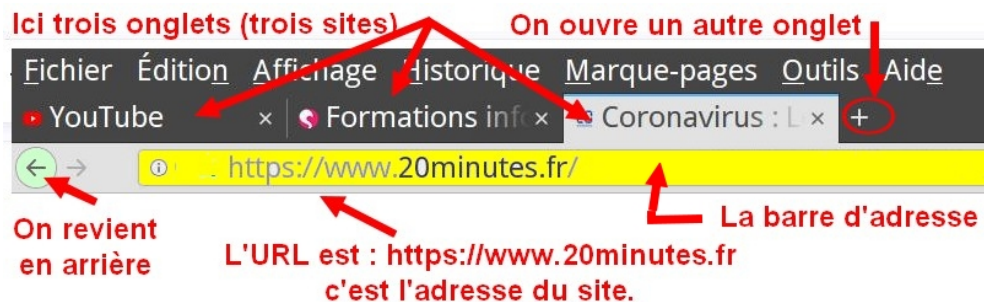 Ici trois onglets (trois sites)
On ouvre un autre onglet
Fichier Édition Affichage Historique Marque-pages Outils Aide
YouTube × Formations info × Coronavirus : L × +
https://www.20minutes.fr/
On revient
en arrière
La barre d'adresse
L'URL est : https://www.20minutes.fr
c'est l'adresse du site.